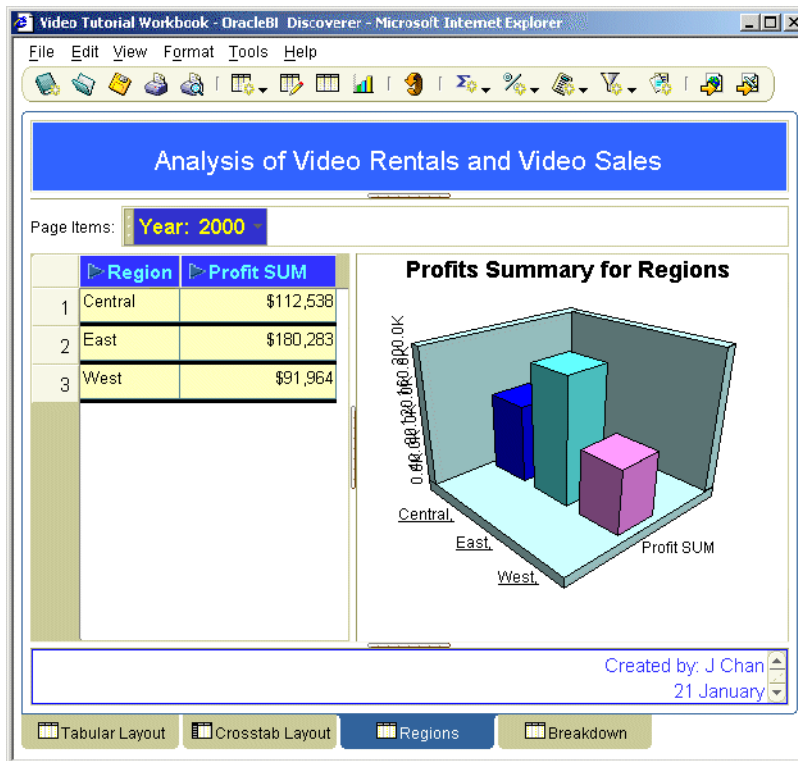 Video Tutorial Workbook - OracleBI Discoverer - Microsoft Internet Explorer
File Edit View Format Tools Help
Analysis of Video Rentals and Video Sales
Page Items: Year: 2000
Region Profit SUM
1 Central $112,538
2 East $180,283
3 West $91,964
Profits Summary for Regions
Central,
East,
West,
Profit SUM
Created by: J Chan
21 January
Tabular Layout Crosstab Layout Regions Breakdown